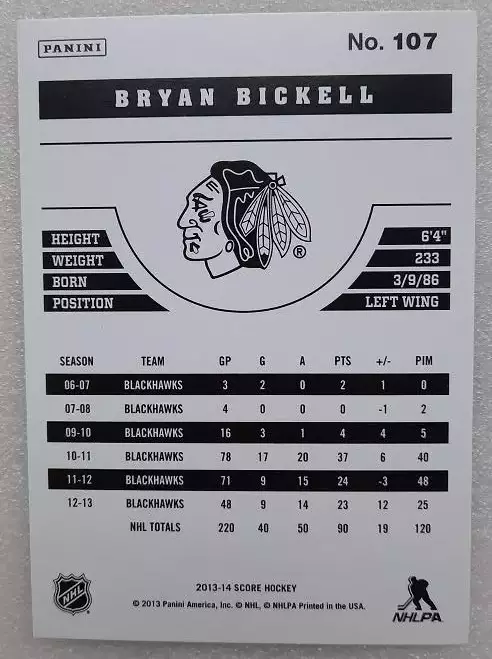 PANINI
No. 107
BRYAN BICKELL
®
HEIGHT 6'4"
WEIGHT 233
BORN 3/9/86
POSITION LEFT WING
SEASON TEAM GP G A PTS +/- PIM
06-07 BLACKHAWKS 3 2 0 2 1 0
07-08 BLACKHAWKS 4 0 0 0 -1 2
09-10 BLACKHAWKS 16 3 1 4 4 5
10-11 BLACKHAWKS 78 17 20 37 6 40
11-12 BLACKHAWKS 71 9 15 24 -3 48
12-13 BLACKHAWKS 48 9 14 23 12 25
NHL TOTALS 220 40 50 90 19 120
2013-14 SCORE HOCKEY
© 2013 Panini America, Inc. © NHL, © NHLPA Printed in the USA.
NHL
NHLPA